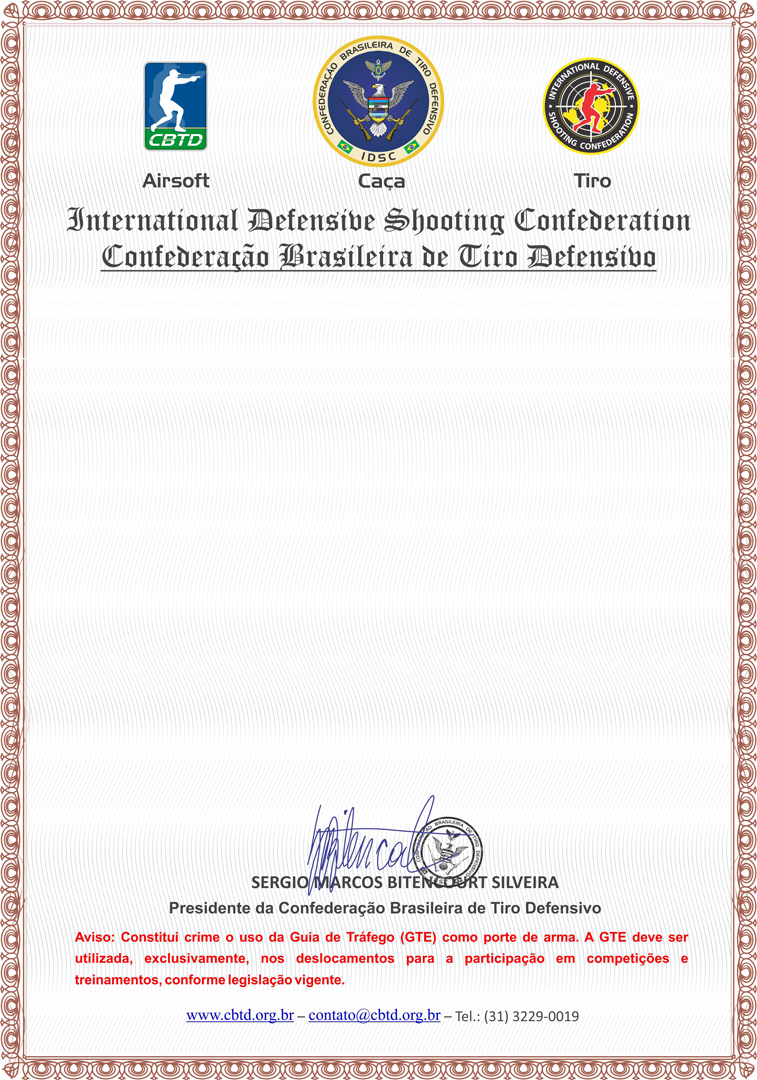 CBTD
CONFEDERAÇÃO BRASILEIRA DE TIRO DEFENSIVO
IDSC
INTERNATIONAL DEFENSIVE
SHOOTING CONFEDERATION
Airsoft
Caça
Tiro
International Defensive Shooting Confederation
Confederação Brasileira de Tiro Defensivo
SERGIO MARCOS BITENCOURT SILVEIRA
Presidente da Confederação Brasileira de Tiro Defensivo
Aviso: Constitui crime o uso da Guia de Tráfego (GTE) como porte de arma. A GTE deve ser
utilizada, exclusivamente, nos deslocamentos para a participação em competições e
treinamentos, conforme legislação vigente.
www.cbtd.org.br – contato@cbtd.org.br – Tel.: (31) 3229-0019